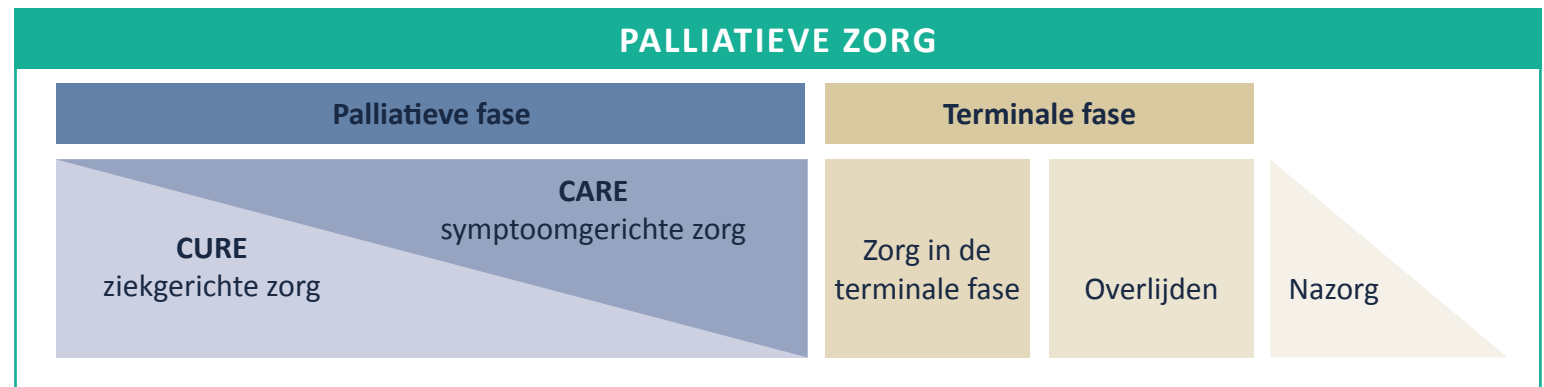 PALLIATIEVE ZORG
Palliatieve fase
Terminale fase
CURE
ziekgerichte zorg
CARE
symptoomgerichte zorg
Zorg in de
terminale fase
Overlijden
Nazorg